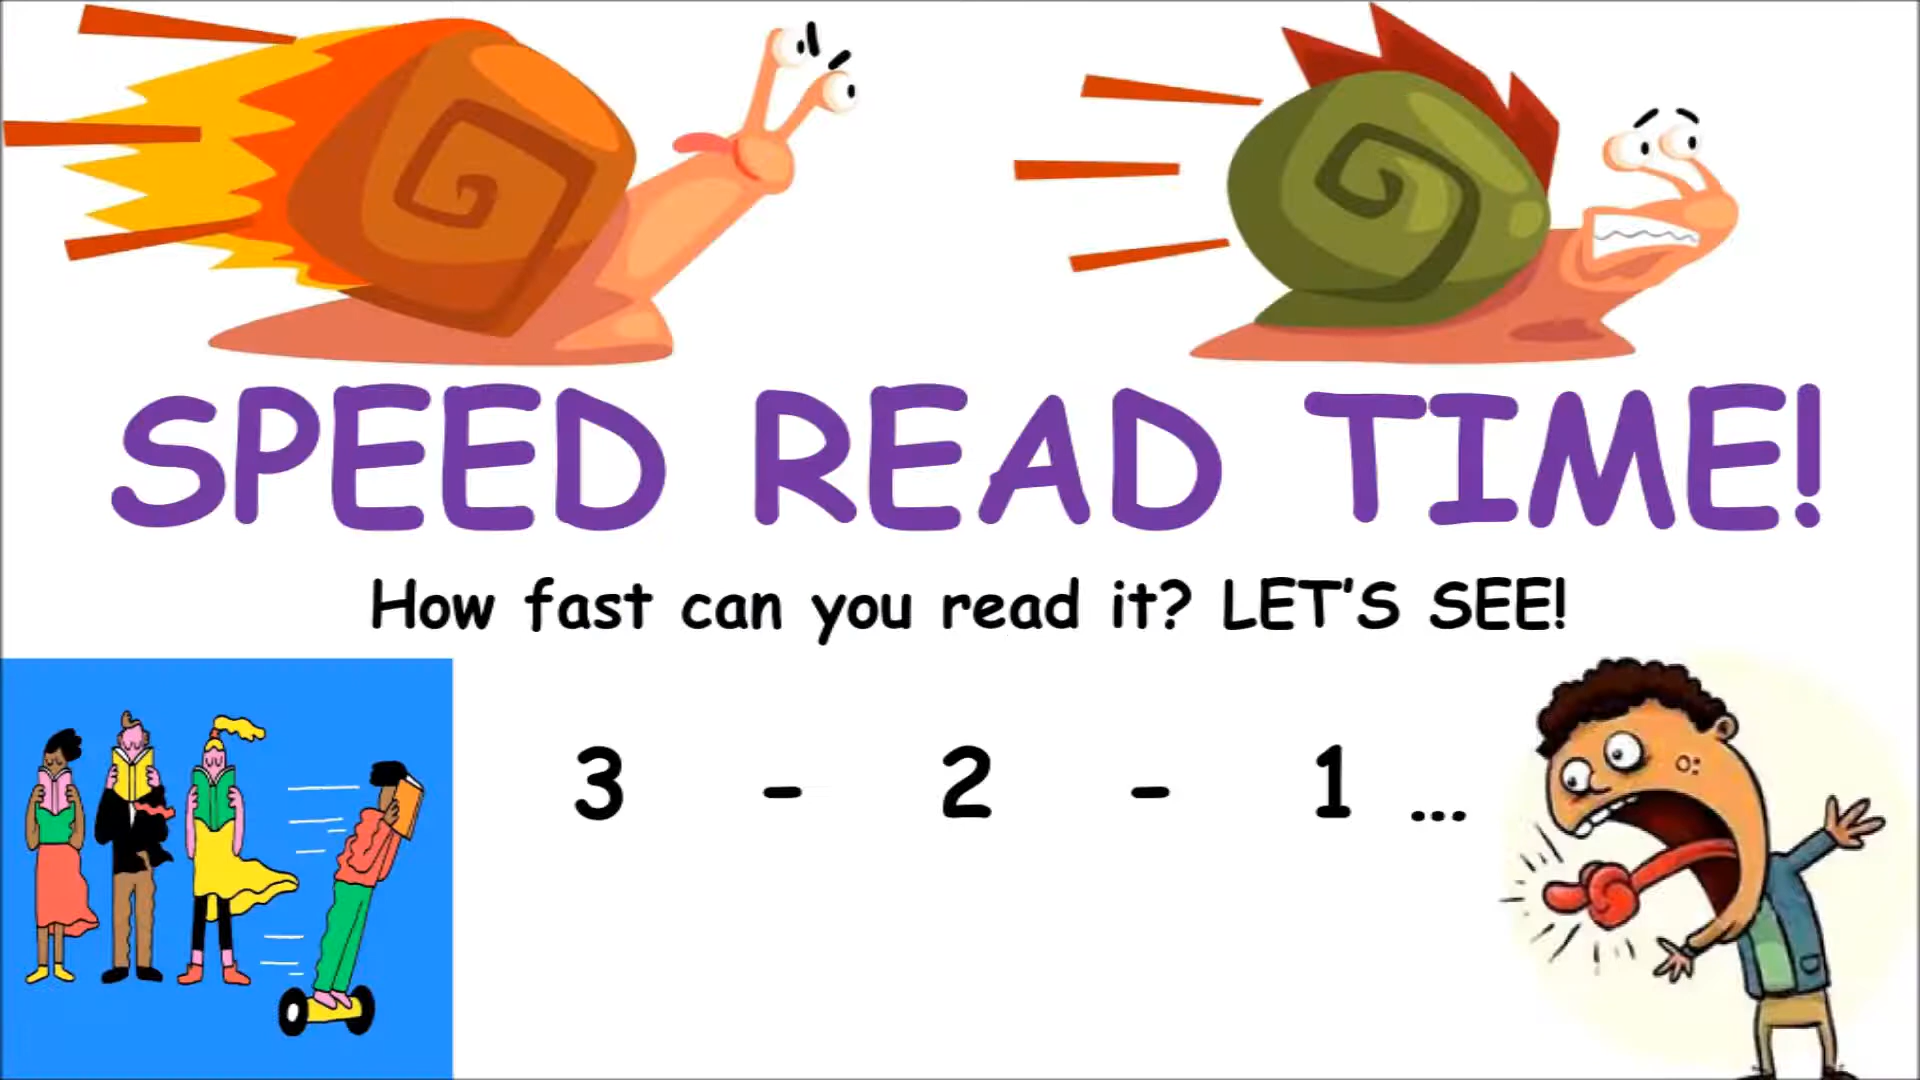 SPEED READ TIME!
How fast can you read it? LET'S SEE!
3 - 2 - 1 ...